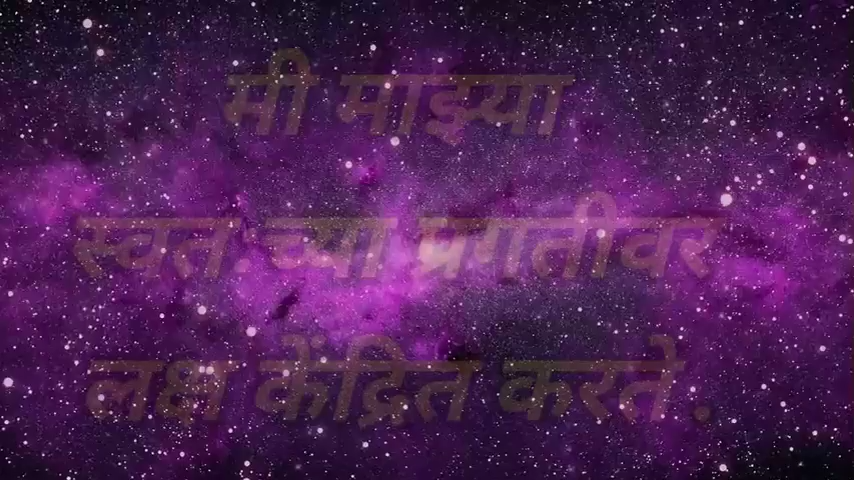 मी माझ्या
स्वत:च्या प्रगतीवर
लक्ष केंद्रित करते .